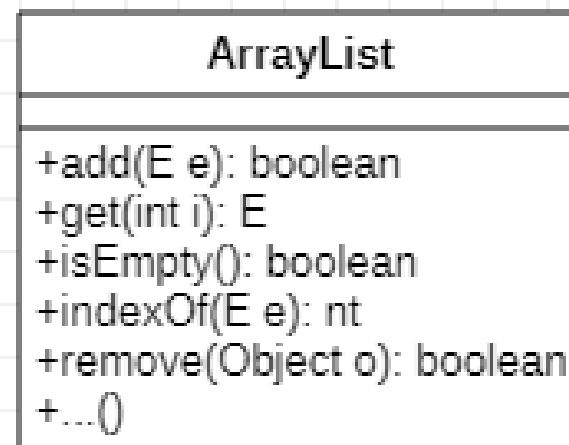 ArrayList
+add(E e): boolean
+get(int i): E
+isEmpty(): boolean
+indexOf(E e): nt
+remove(Object o): boolean
+...()